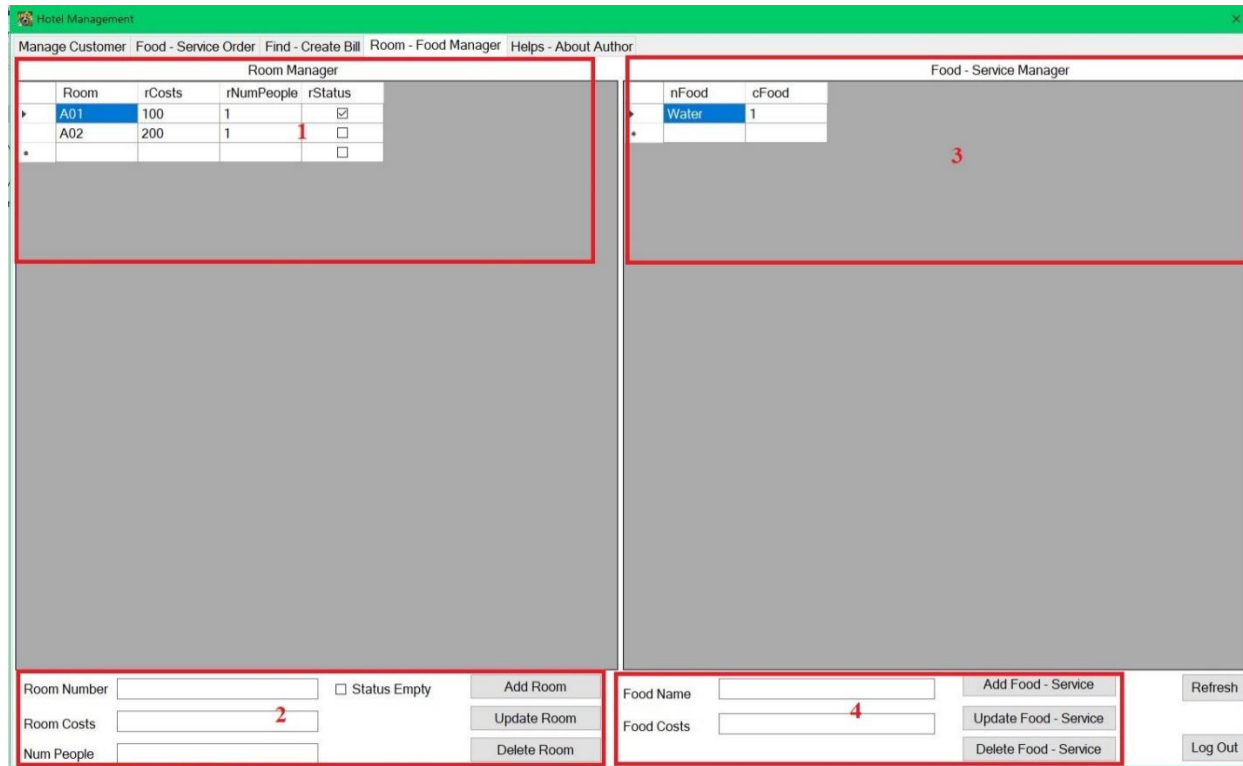 Hotel Management
Manage Customer Food - Service Order Find - Create Bill Room - Food Manager Helps - About Author
Room Manager
Room rCosts rNumPeople rStatus
A01 100 1
A02 200 1
1
Food - Service Manager
nFood cFood
Water 1
3
Room Number Status Empty Add Room
Room Costs 2 Update Room
Num People Delete Room
Food Name Add Food - Service
Food Costs 4 Update Food - Service
Delete Food - Service
Refresh
Log Out